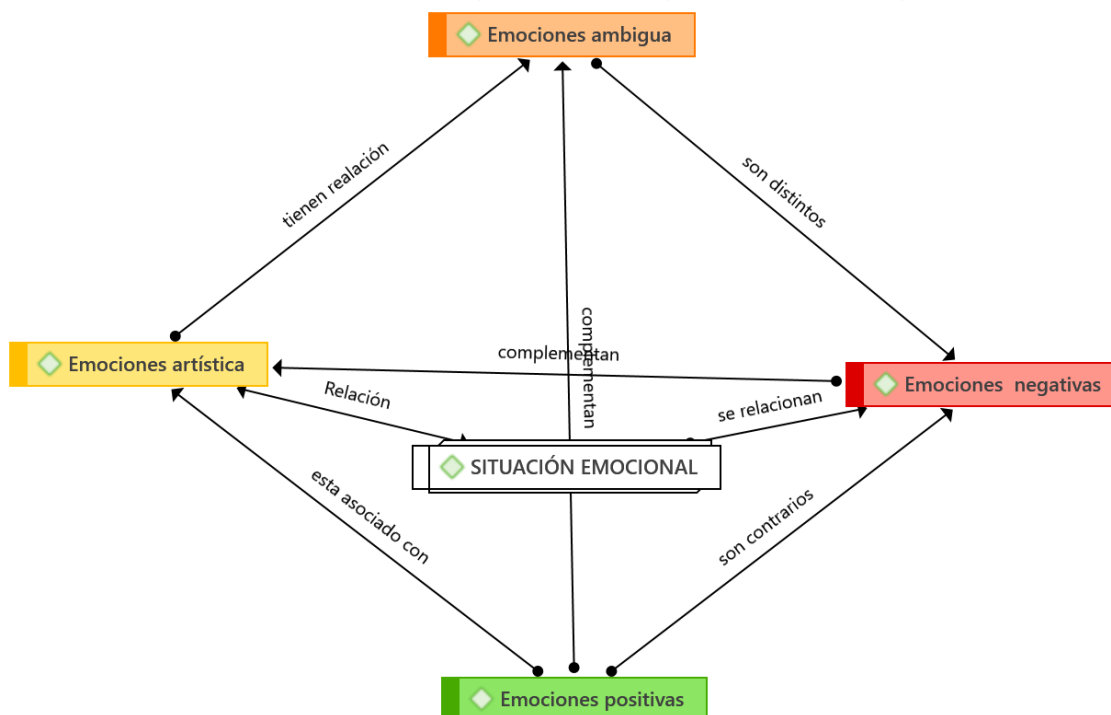 Emociones ambigua
tienen realación
son distintos
complementan
complementan
Emociones artística
Emociones negativas
Relación
se relacionan
SITUACIÓN EMOCIONAL
esta asociado con
son contrarios
Emociones positivas